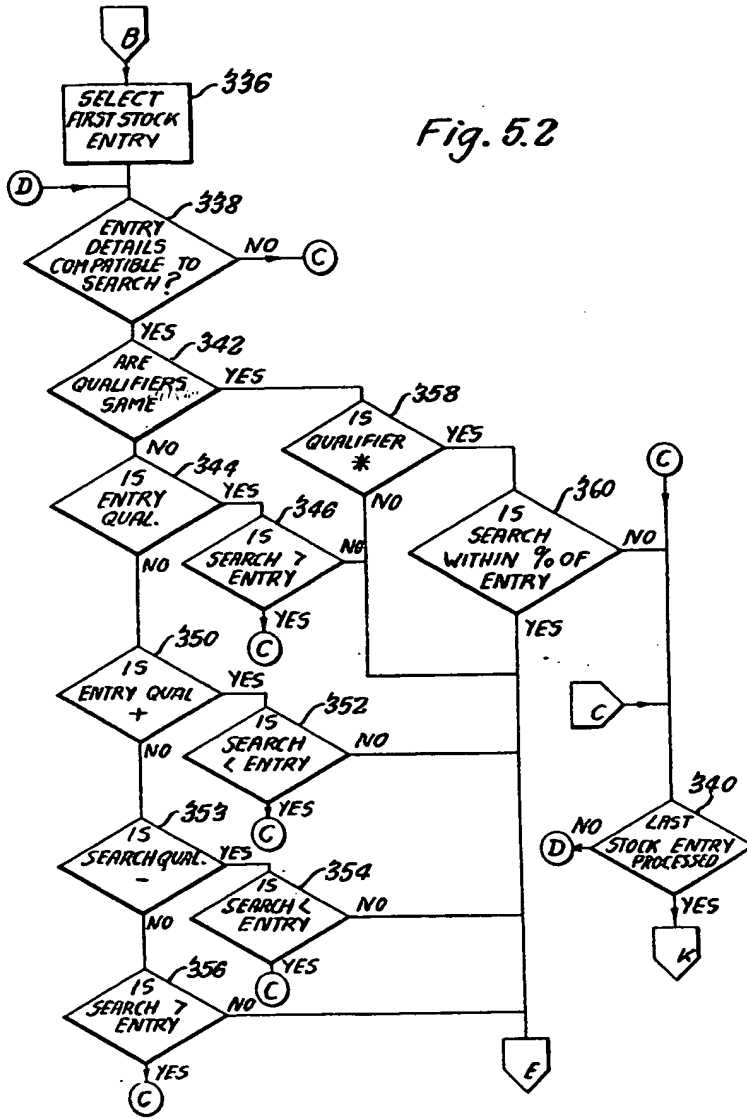 B
SELECT
FIRST STOCK
ENTRY
336
Fig. 5.2
D
338
ENTRY
DETAILS
COMPATIBLE TO
SEARCH?
NO
C
YES
342
ARE
QUALIFIERS
SAME
YES
NO
358
IS
QUALIFIER
*
YES
NO
344
IS
ENTRY
QUAL.
YES
NO
346
IS
SEARCH >
ENTRY
NO
YES
C
360
IS
SEARCH
WITHIN % OF
ENTRY
NO
YES
C
350
IS
ENTRY QUAL
+
YES
NO
352
IS
SEARCH
< ENTRY
NO
YES
C
C
353
IS
SEARCH QUAL.
-
YES
NO
354
IS
SEARCH <
ENTRY
NO
YES
C
340
LAST
STOCK ENTRY
PROCESSED
NO
D
YES
K
356
IS
SEARCH >
ENTRY
NO
YES
C
E